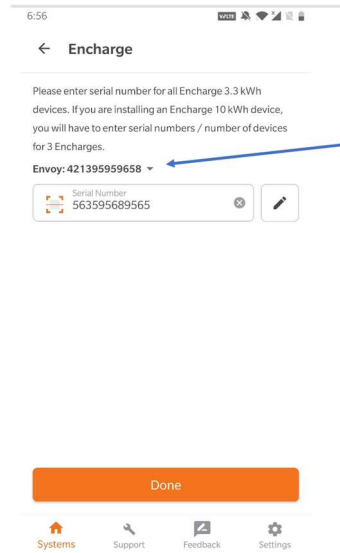 6:56
VoLTE
← Encharge
Please enter serial number for all Encharge 3.3 kWh
devices. If you are installing an Encharge 10 kWh device,
you will have to enter serial numbers / number of devices
for 3 Encharges.
Envoy: 421395959658
Serial Number
563595689565
Done
Systems Support Feedback Settings